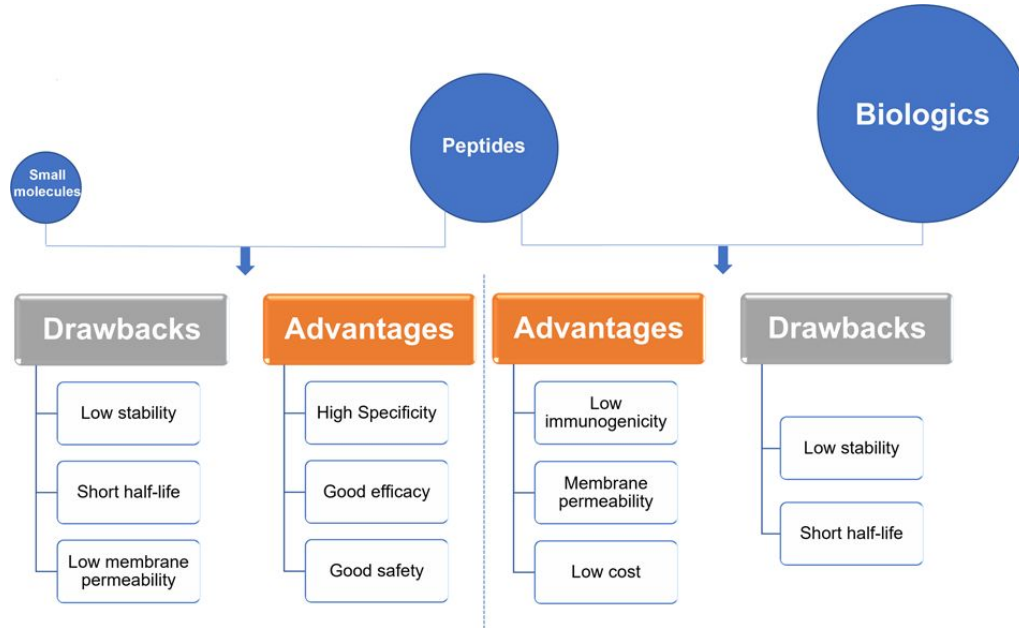 Small
molecules
Peptides
Biologics
Drawbacks
Low stability
Short half-life
Low membrane
permeability
Advantages
High Specificity
Good efficacy
Good safety
Advantages
Low
immunogenicity
Membrane
permeability
Low cost
Drawbacks
Low stability
Short half-life